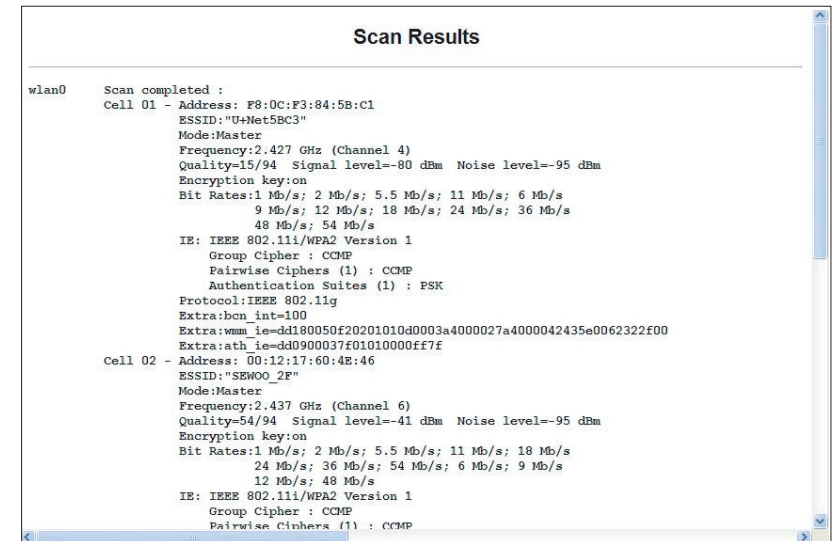 Scan Results
wlan0 Scan completed :
Cell 01 - Address: F8:0C:F3:84:5B:C1
ESSID:"U+Net5BC3"
Mode:Master
Frequency:2.427 GHz (Channel 4)
Quality=15/94 Signal level=-80 dBm Noise level=-95 dBm
Encryption key:on
Bit Rates:1 Mb/s; 2 Mb/s; 5.5 Mb/s; 11 Mb/s; 6 Mb/s
9 Mb/s; 12 Mb/s; 18 Mb/s; 24 Mb/s; 36 Mb/s
48 Mb/s; 54 Mb/s
IE: IEEE 802.11i/WPA2 Version 1
Group Cipher : CCMP
Pairwise Ciphers (1) : CCMP
Authentication Suites (1) : PSK
Protocol:IEEE 802.11g
Extra:bcn_int=100
Extra:wmm_ie=dd180050f20201010d0003a4000027a4000042435e0062322f00
Extra:ath_ie=dd0900037f01010000ff7f
Cell 02 - Address: 00:12:17:60:4E:46
ESSID:"SEWOO_2F"
Mode:Master
Frequency:2.437 GHz (Channel 6)
Quality=54/94 Signal level=-41 dBm Noise level=-95 dBm
Encryption key:on
Bit Rates:1 Mb/s; 2 Mb/s; 5.5 Mb/s; 11 Mb/s; 18 Mb/s
24 Mb/s; 36 Mb/s; 54 Mb/s; 6 Mb/s; 9 Mb/s
12 Mb/s; 48 Mb/s
IE: IEEE 802.11i/WPA2 Version 1
Group Cipher : CCMP
Pairwise Ciphers (1) : CCMP